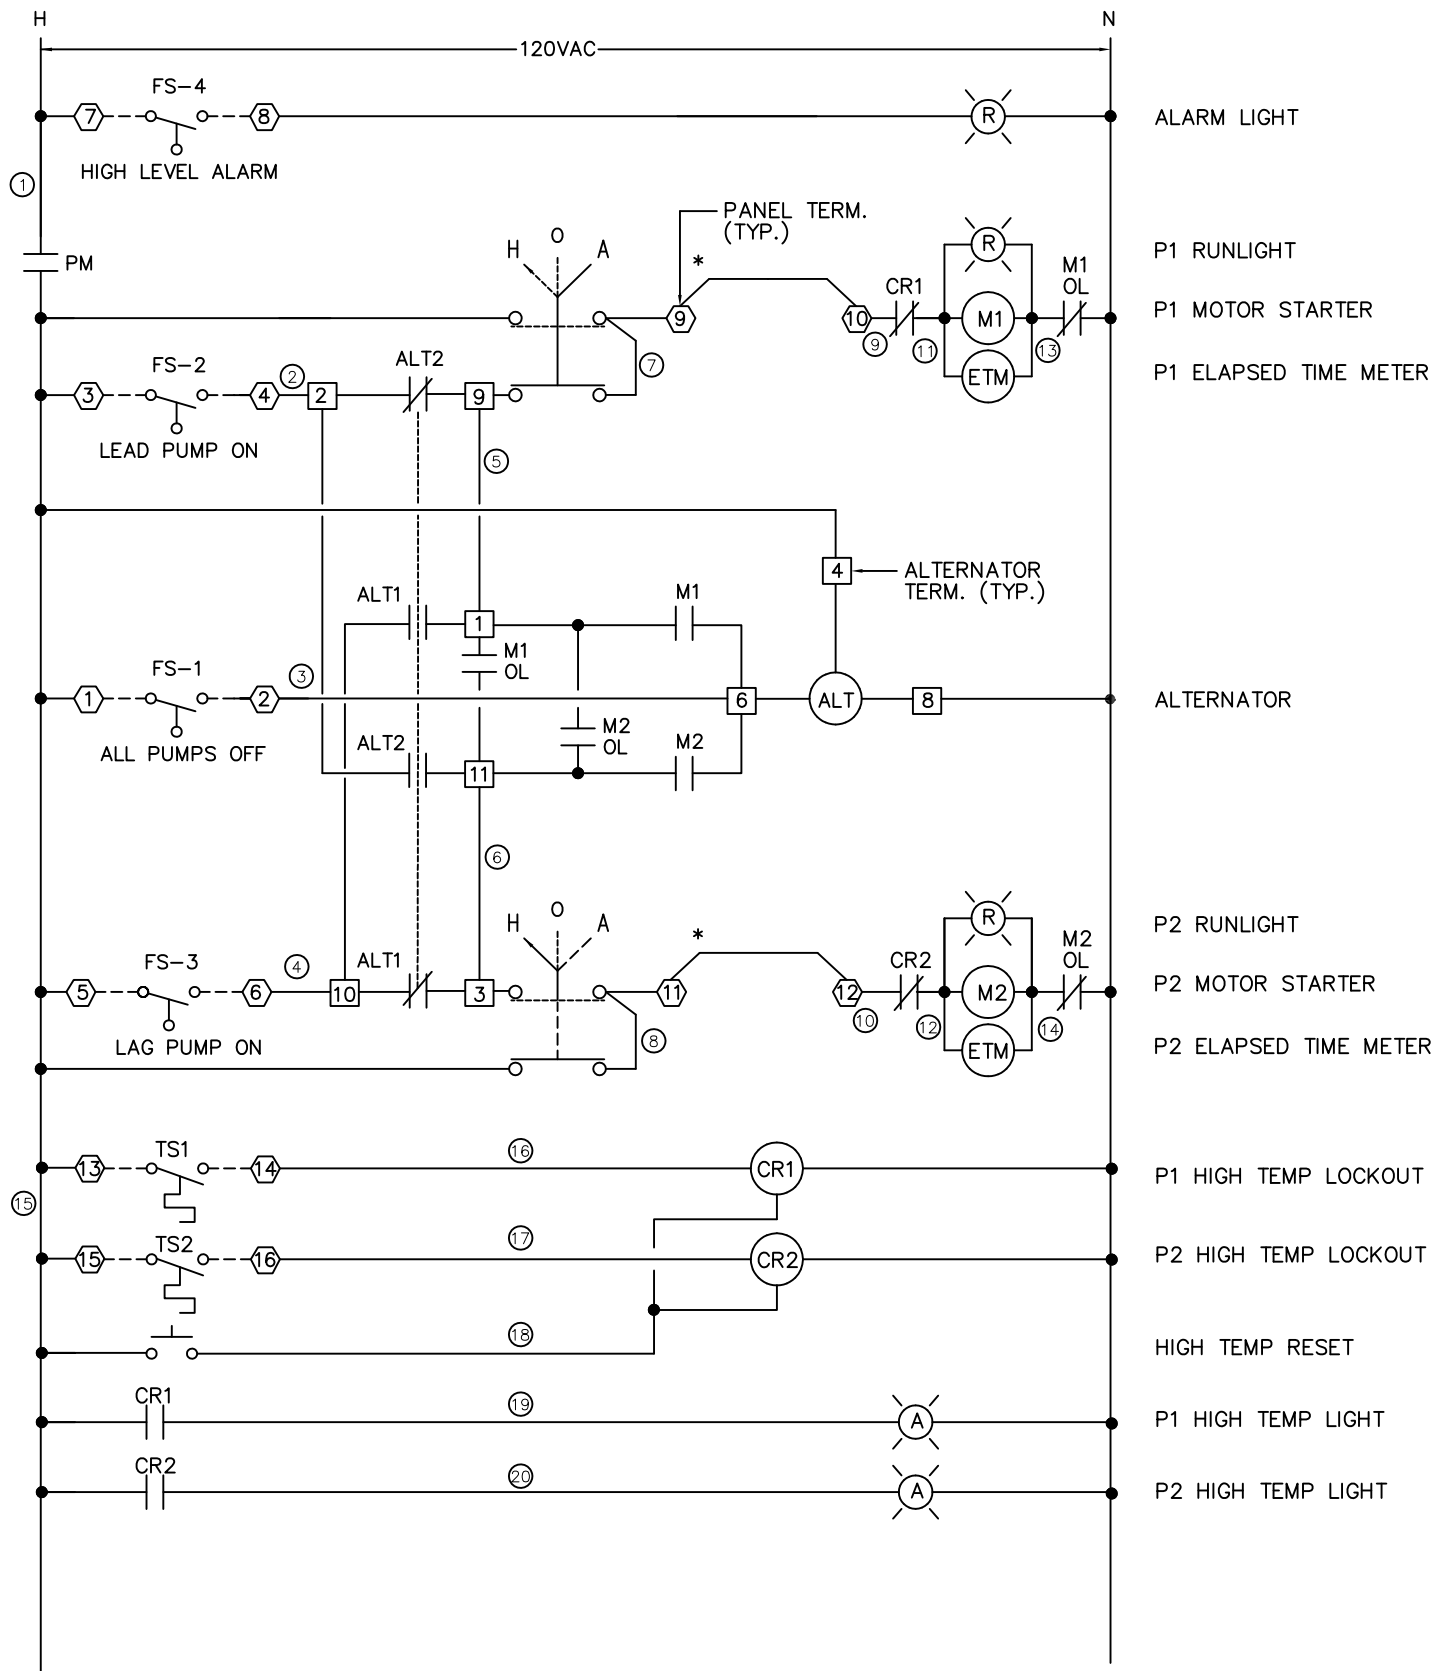 H N
120VAC
FS-4
7 8 R ALARM LIGHT
HIGH LEVEL ALARM
1
PANEL TERM.
(TYP.)
H O A
PM
*
R P1 RUNLIGHT
M1
OL
CR1
9 10 M1 P1 MOTOR STARTER
9 11 13
FS-2 2 ALT2 7
3 4 2 9 ETM P1 ELAPSED TIME METER
LEAD PUMP ON
5
4 ALTERNATOR
TERM. (TYP.)
ALT1 1 M1
M1
OL
FS-1 3
1 2 6 ALT 8 ALTERNATOR
ALL PUMPS OFF
M2
OL
ALT2 11 M2
6
H O A
*
R P2 RUNLIGHT
M2
OL
FS-3 4 ALT1 CR2
5 6 10 3 11 12 M2 P2 MOTOR STARTER
10 12 14
LAG PUMP ON 8 ETM P2 ELAPSED TIME METER
TS1 16
13 14 CR1 P1 HIGH TEMP LOCKOUT
15
TS2 17
15 16 CR2 P2 HIGH TEMP LOCKOUT
18 HIGH TEMP RESET
CR1 19
A P1 HIGH TEMP LIGHT
CR2 20
A P2 HIGH TEMP LIGHT